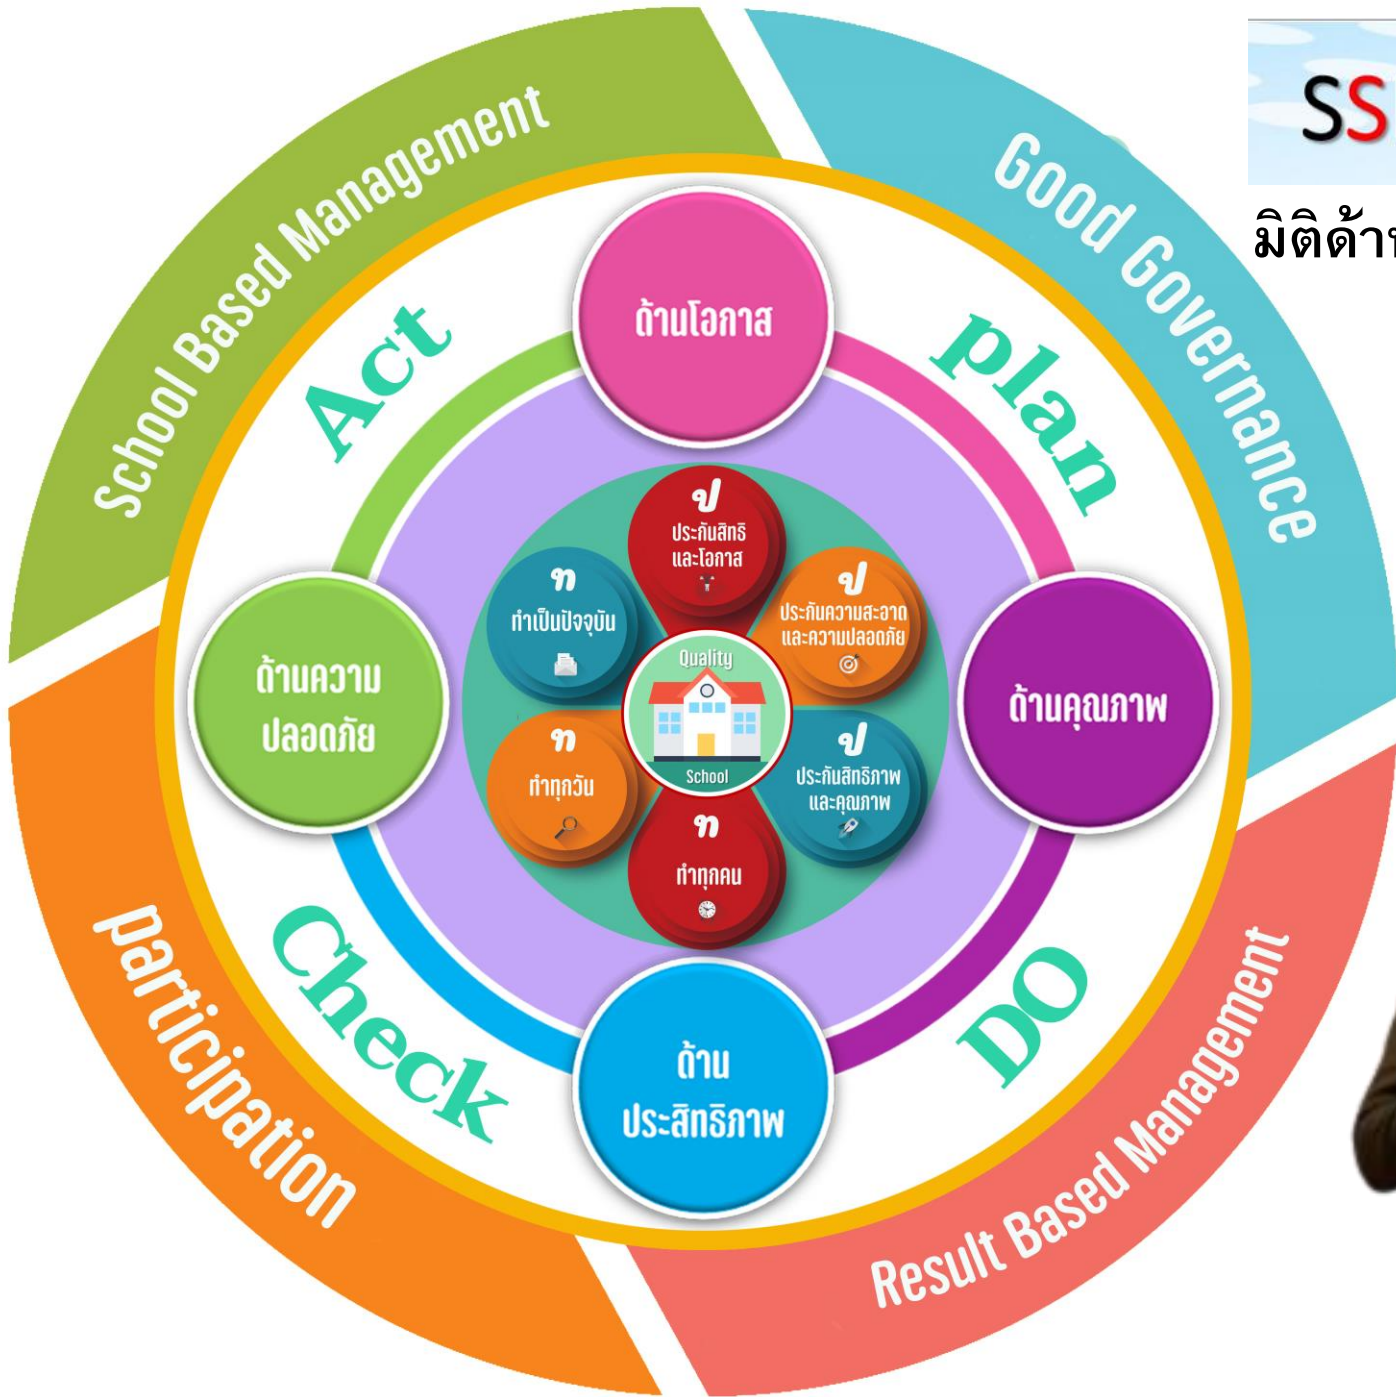 School Based Management
Good Governance
SS
Act
plan
ด้านโอกาส
ป
ประกันสิทธิ
และโอกาส
ท
ทำเป็นปัจจุบัน
ป
ประกันความสะอาด
และความปลอดภัย
ด้านความ
ปลอดภัย
Quality
School
ด้านคุณภาพ
ท
ทำทุกวัน
ป
ประกันสิทธิภาพ
และคุณภาพ
ท
ทำทุกคน
Check
DO
ด้าน
ประสิทธิภาพ
participation
Result Based Management